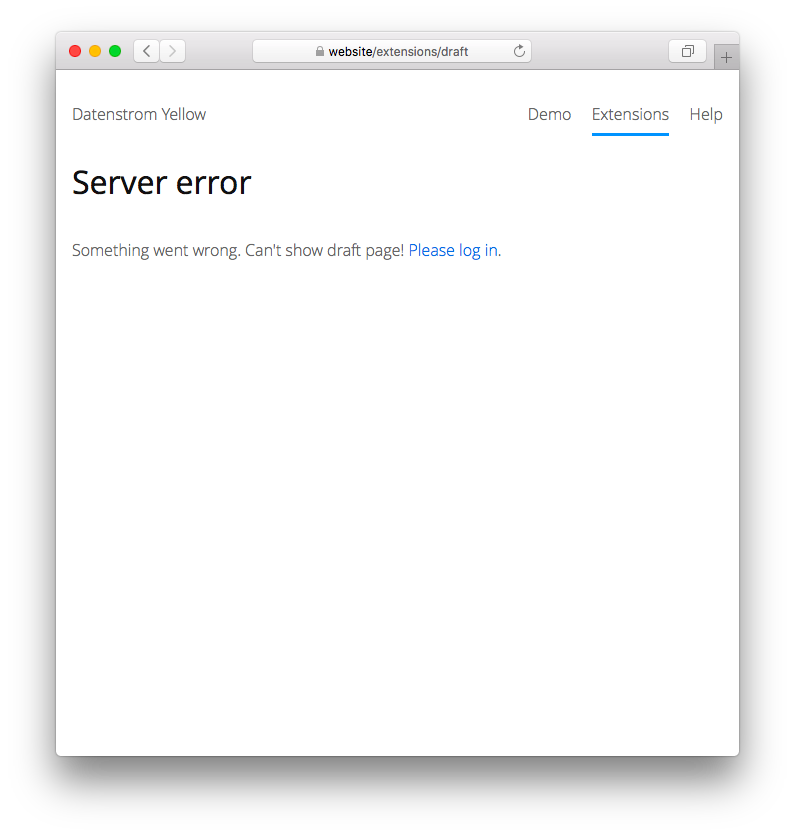 website/extensions/draft
Datenstrom Yellow
Demo Extensions Help
Server error
Something went wrong. Can't show draft page! Please log in.